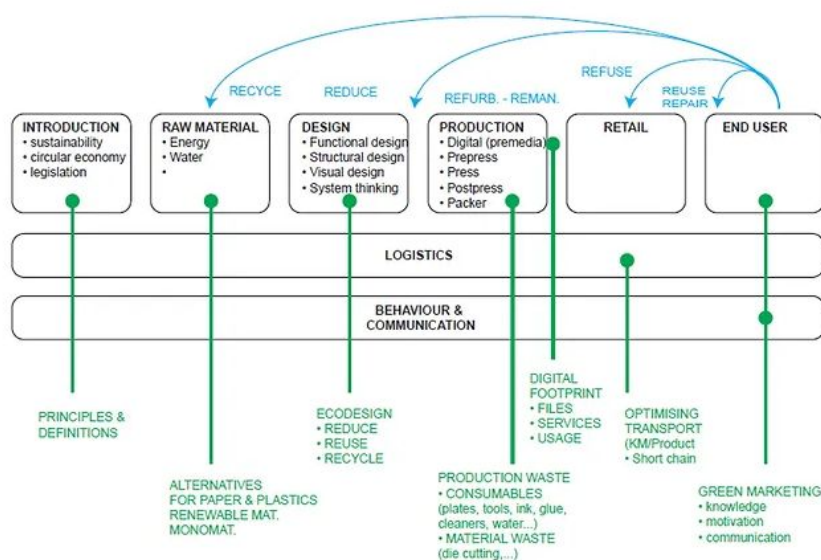 REFUSE
RECYCE
REDUCE
REFURB. - REMAN.
REUSE
REPAIR
INTRODUCTION
• sustainability
• circular economy
• legislation
RAW MATERIAL
• Energy
• Water
•
DESIGN
• Functional design
• Structural design
• Visual design
• System thinking
PRODUCTION
• Digital (premedia)
• Prepress
• Press
• Postpress
• Packer
RETAIL
END USER
LOGISTICS
BEHAVIOUR &
COMMUNICATION
PRINCIPLES &
DEFINITIONS
ALTERNATIVES
FOR PAPER & PLASTICS
RENEWABLE MAT.
MONOMAT.
ECODESIGN
• REDUCE
• REUSE
• RECYCLE
PRODUCTION WASTE
• CONSUMABLES
(plates, tools, ink, glue,
cleaners, water...)
• MATERIAL WASTE
(die cutting,...)
DIGITAL
FOOTPRINT
• FILES
• SERVICES
• USAGE
OPTIMISING
TRANSPORT
(KM/Product
• Short chain
GREEN MARKETING
• knowledge
• motivation
• communication